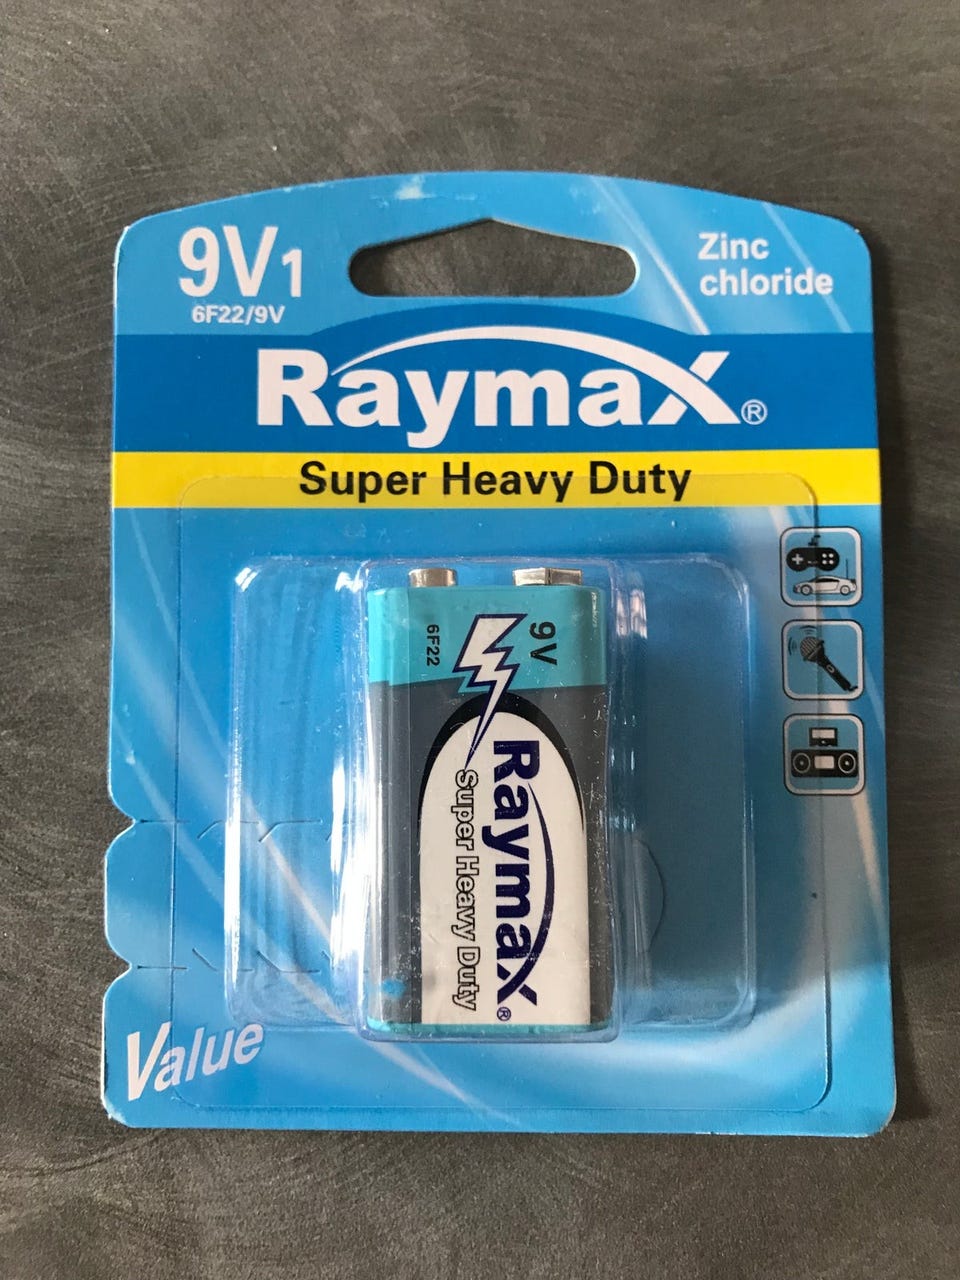 9V1
6F22/9V
Zinc
chloride
Raymax®
Super Heavy Duty
9V
6F22
Raymax®
Super Heavy Duty
Value